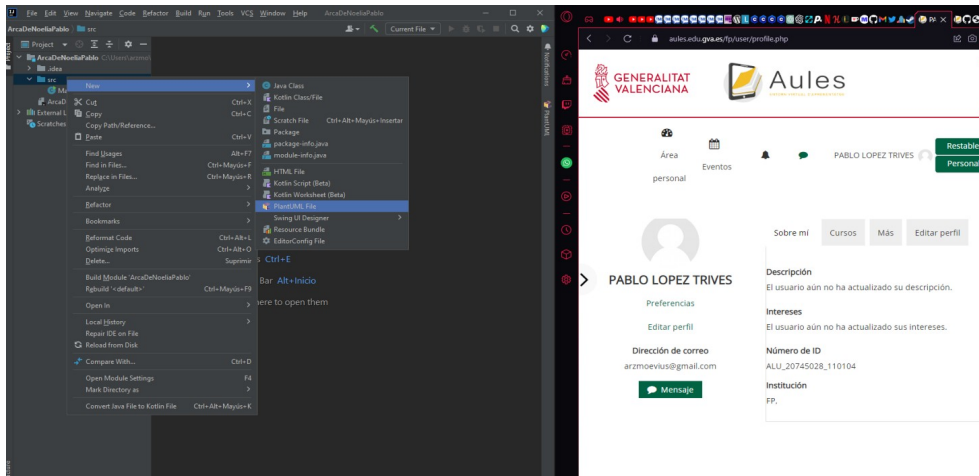 File Edit View Navigate Code Refactor Build Run Tools VCS Window Help ArcaDeNoeliaPablo
ArcaDeNoeliaPablo src
Current File
Project
Project
ArcaDeNoeliaPablo
.idea
src
External L
Scratches
New
Cut Ctrl+X
Copy Ctrl+C
Copy Path/Reference...
Paste Ctrl+V
Find Usages Alt+F7
Find in Files... Ctrl+Mayús+F
Replace in Files... Ctrl+Mayús+R
Analyze
Refactor
Bookmarks
Reformat Code Ctrl+Alt+L
Optimize Imports Ctrl+Alt+O
Delete... Suprimir
Build Module 'ArcaDeNoeliaPablo'
Rebuild '<default>' Ctrl+Mayús+F9
Open In
Local History
Repair IDE on File
Reload from Disk
Compare With... Ctrl+D
Open Module Settings F4
Mark Directory as
Convert Java File to Kotlin File Ctrl+Alt+Mayús+K
Java Class
Kotlin Class/File
File
Scratch File Ctrl+Alt+Mayús+Insertar
Package
package-info.java
module-info.java
HTML File
Kotlin Script (Beta)
Kotlin Worksheet (Beta)
PlantUML File
Swing UI Designer
Resource Bundle
EditorConfig File
Ctrl+E
Bar Alt+Inicio
here to open them
Notifications
PlantUML
aules.edu.gva.es/fp/user/profile.php
GENERALITAT
VALENCIANA
Aules
Área
personal
Eventos
PABLO LOPEZ TRIVES
Restable
Personal
PABLO LOPEZ TRIVES
Preferencias
Editar perfil
Dirección de correo
arzmoevius@gmail.com
Mensaje
Sobre mí Cursos Más Editar perfil
Descripción
El usuario aún no ha actualizado su descripción.
Intereses
El usuario aún no ha actualizado sus intereses.
Número de ID
ALU_20745028_110104
Institución
FP,